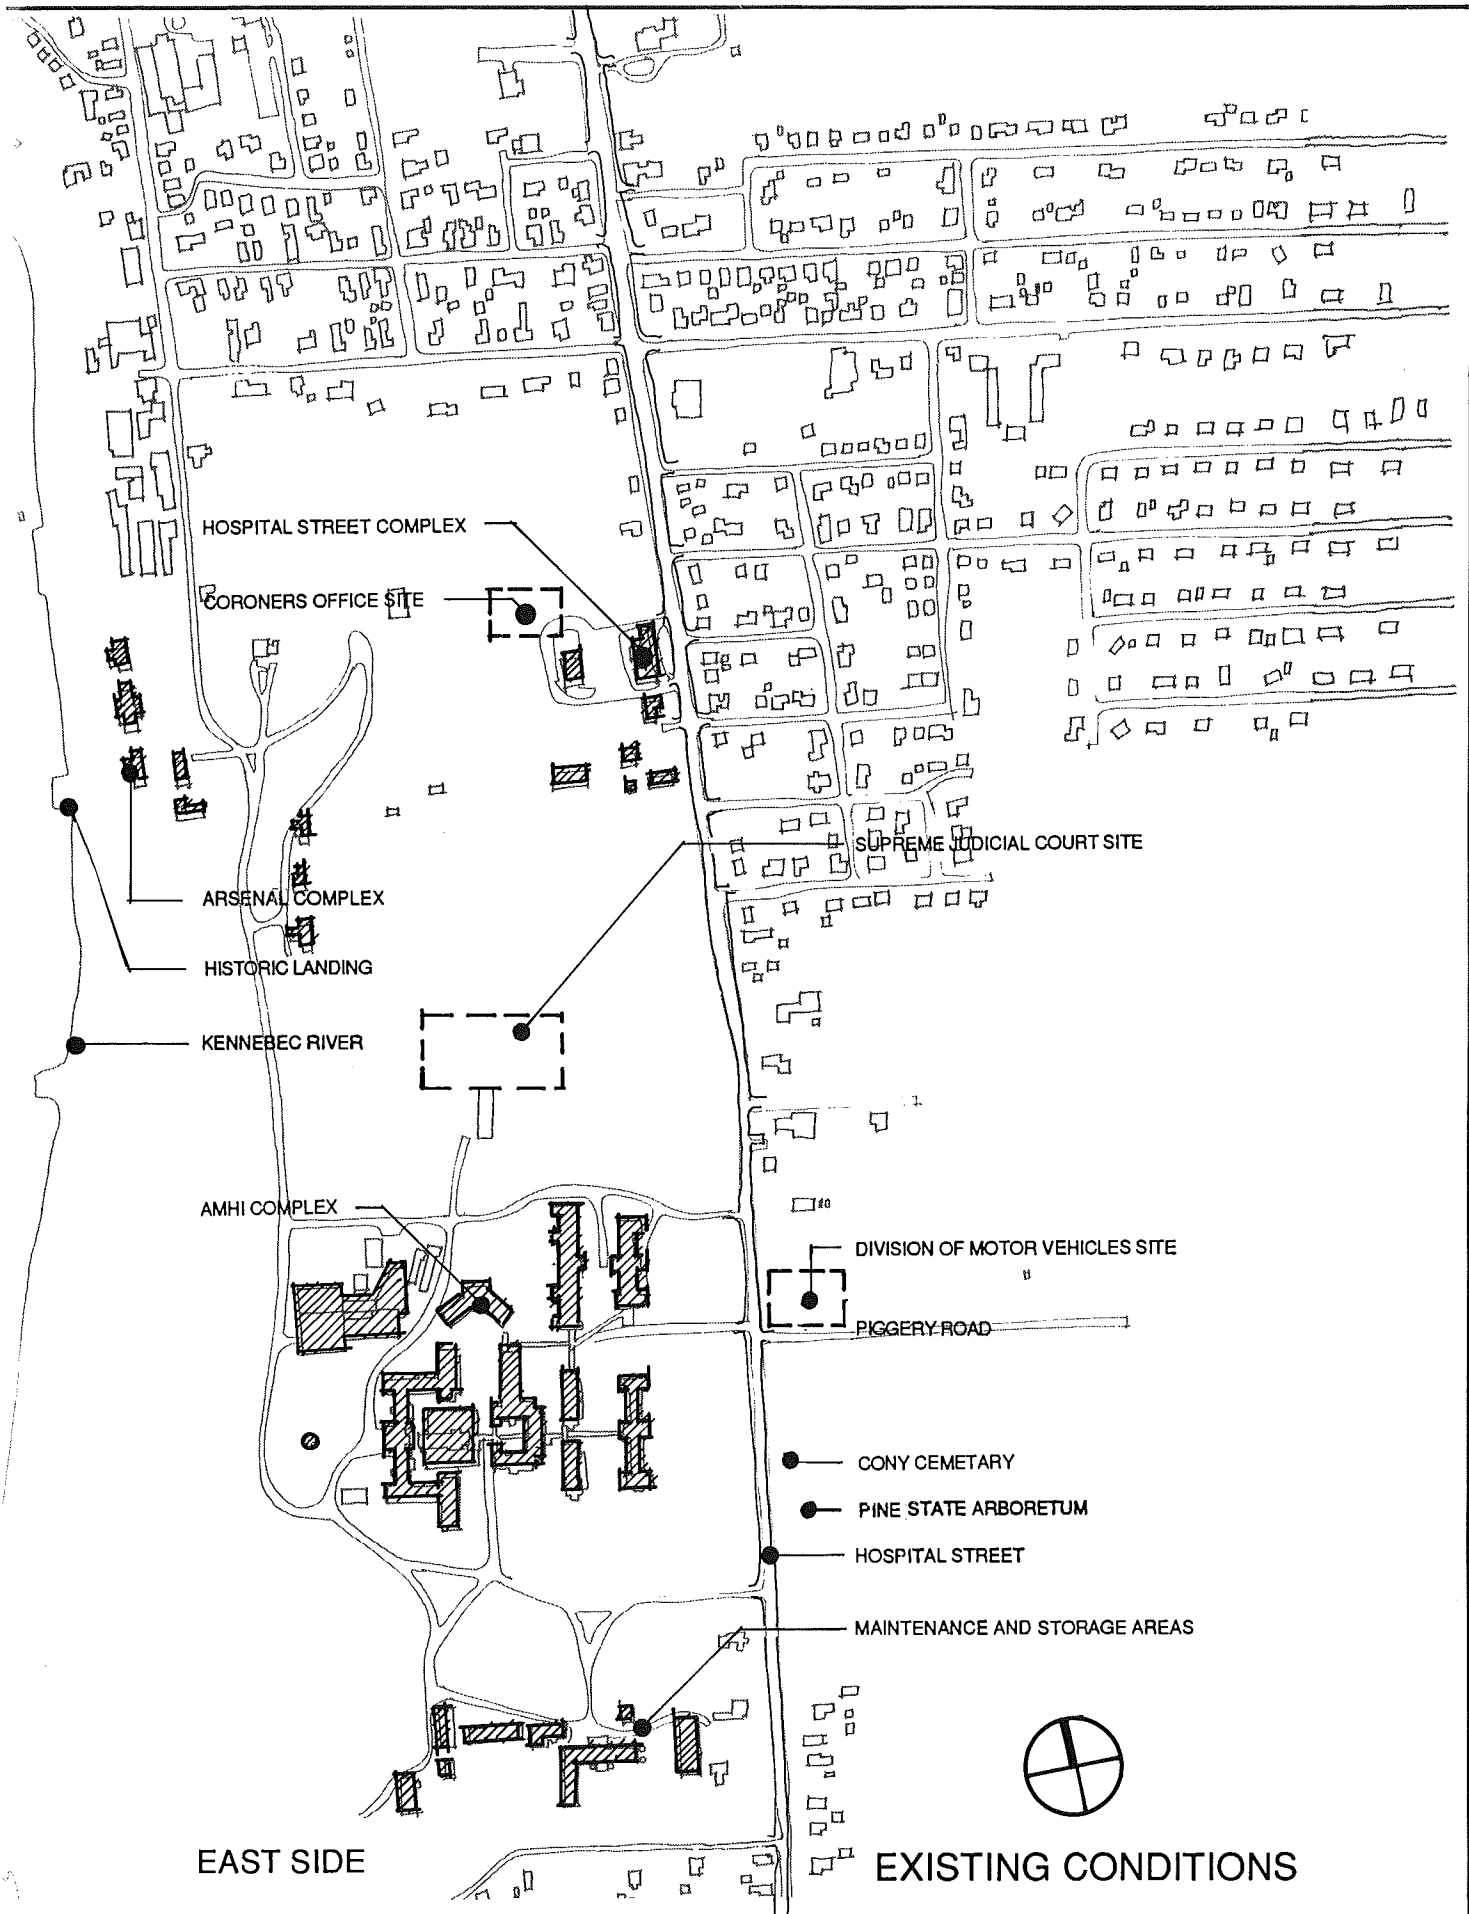 HOSPITAL STREET COMPLEX
CORONERS OFFICE SITE
SUPREME JUDICIAL COURT SITE
ARSENAL COMPLEX
HISTORIC LANDING
KENNEBEC RIVER
AMHI COMPLEX
DIVISION OF MOTOR VEHICLES SITE
PIGGERY ROAD
CONY CEMETARY
PINE STATE ARBORETUM
HOSPITAL STREET
MAINTENANCE AND STORAGE AREAS
EAST SIDE
EXISTING CONDITIONS